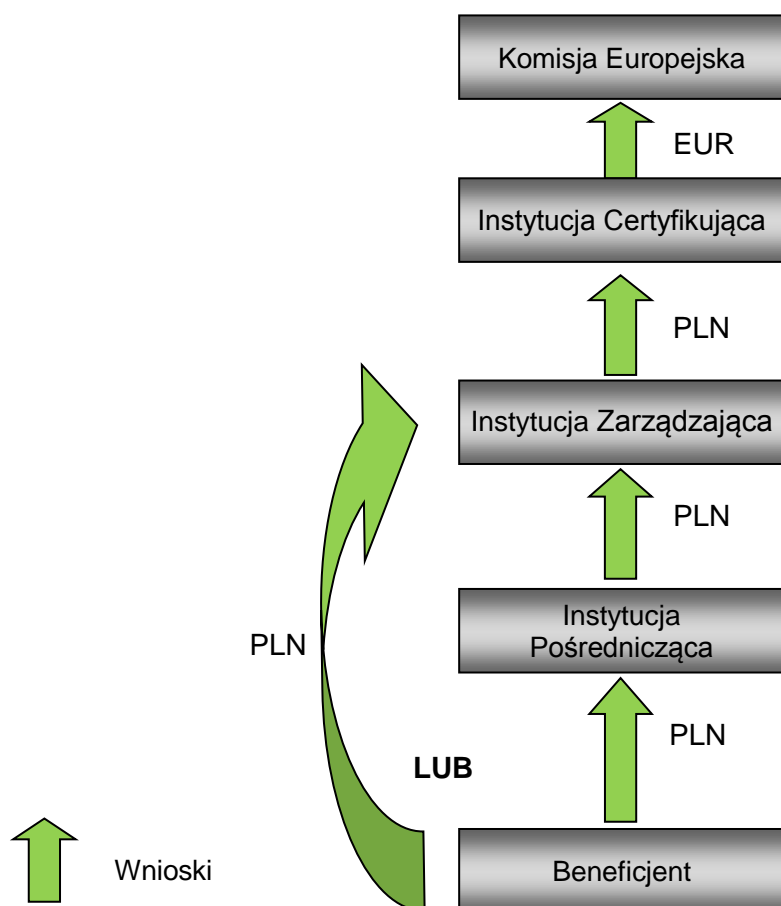 Komisja Europejska
EUR
Instytucja Certyfikująca
PLN
Instytucja Zarządzająca
PLN
Instytucja
Pośrednicząca
PLN
PLN
LUB
Wnioski
Beneficjent